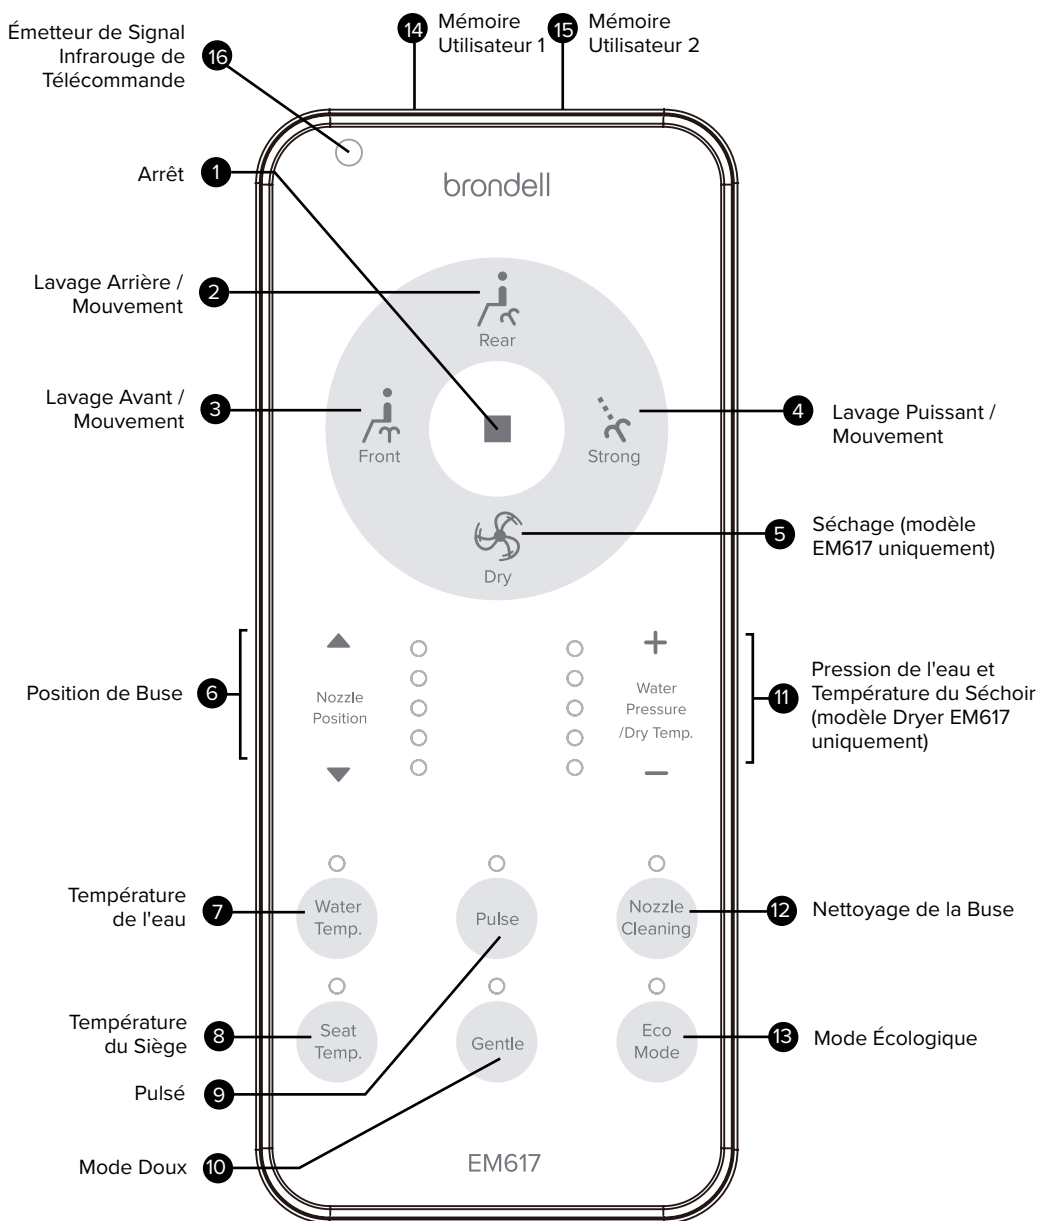 14
Mémoire
Utilisateur 1
15
Mémoire
Utilisateur 2
Émetteur de Signal
Infrarouge de
Télécommande
16
Arrêt
1
brondell
Lavage Arrière /
Mouvement
2
Rear
Lavage Avant /
Mouvement
3
Front
Strong
4
Lavage Puissant /
Mouvement
Dry
5
Séchage (modèle
EM617 uniquement)
Position de Buse
6
Nozzle
Position
Water
Pressure
/Dry Temp.
11
Pression de l'eau et
Température du Séchoir
(modèle Dryer EM617
uniquement)
Température
de l'eau
7
Water
Temp.
Pulse
Nozzle
Cleaning
12
Nettoyage de la Buse
Température
du Siège
8
Seat
Temp.
Gentle
Eco
Mode
13
Mode Écologique
Pulsé
9
Mode Doux
10
EM617